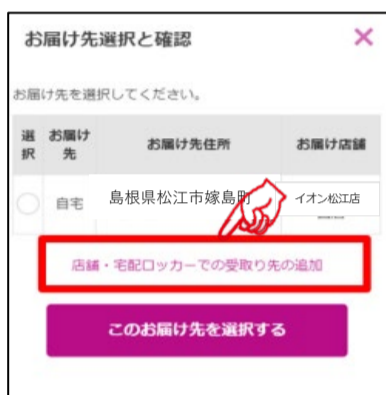 お届け先選択と確認
お届け先を選択してください。
選択 お届け先 お届け先住所 お届け店舗
自宅 島根県松江市嫁島町 イオン松江店
店舗・宅配ロッカーでの受取り先の追加
このお届け先を選択する